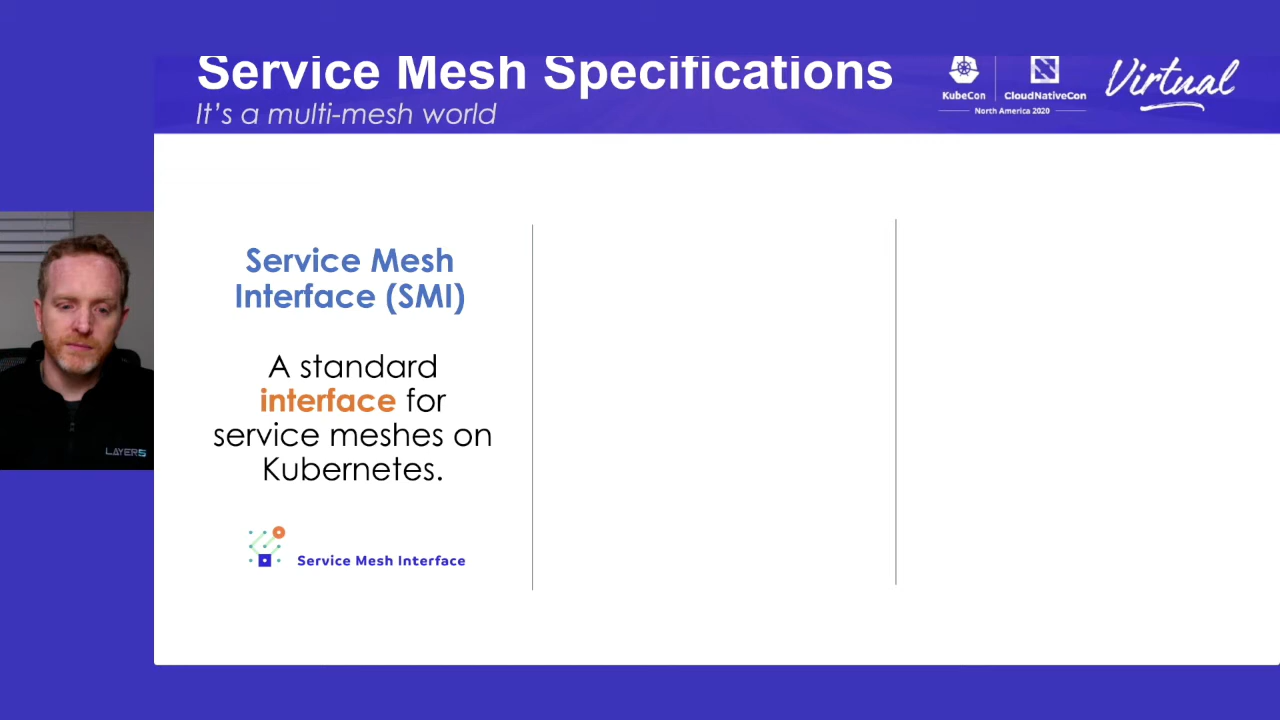 Service Mesh Specifications
It's a multi-mesh world
KubeCon
CloudNativeCon
North America 2020
Virtual
Service Mesh
Interface (SMI)
A standard
interface for
service meshes on
Kubernetes.
Service Mesh Interface
LAYER5